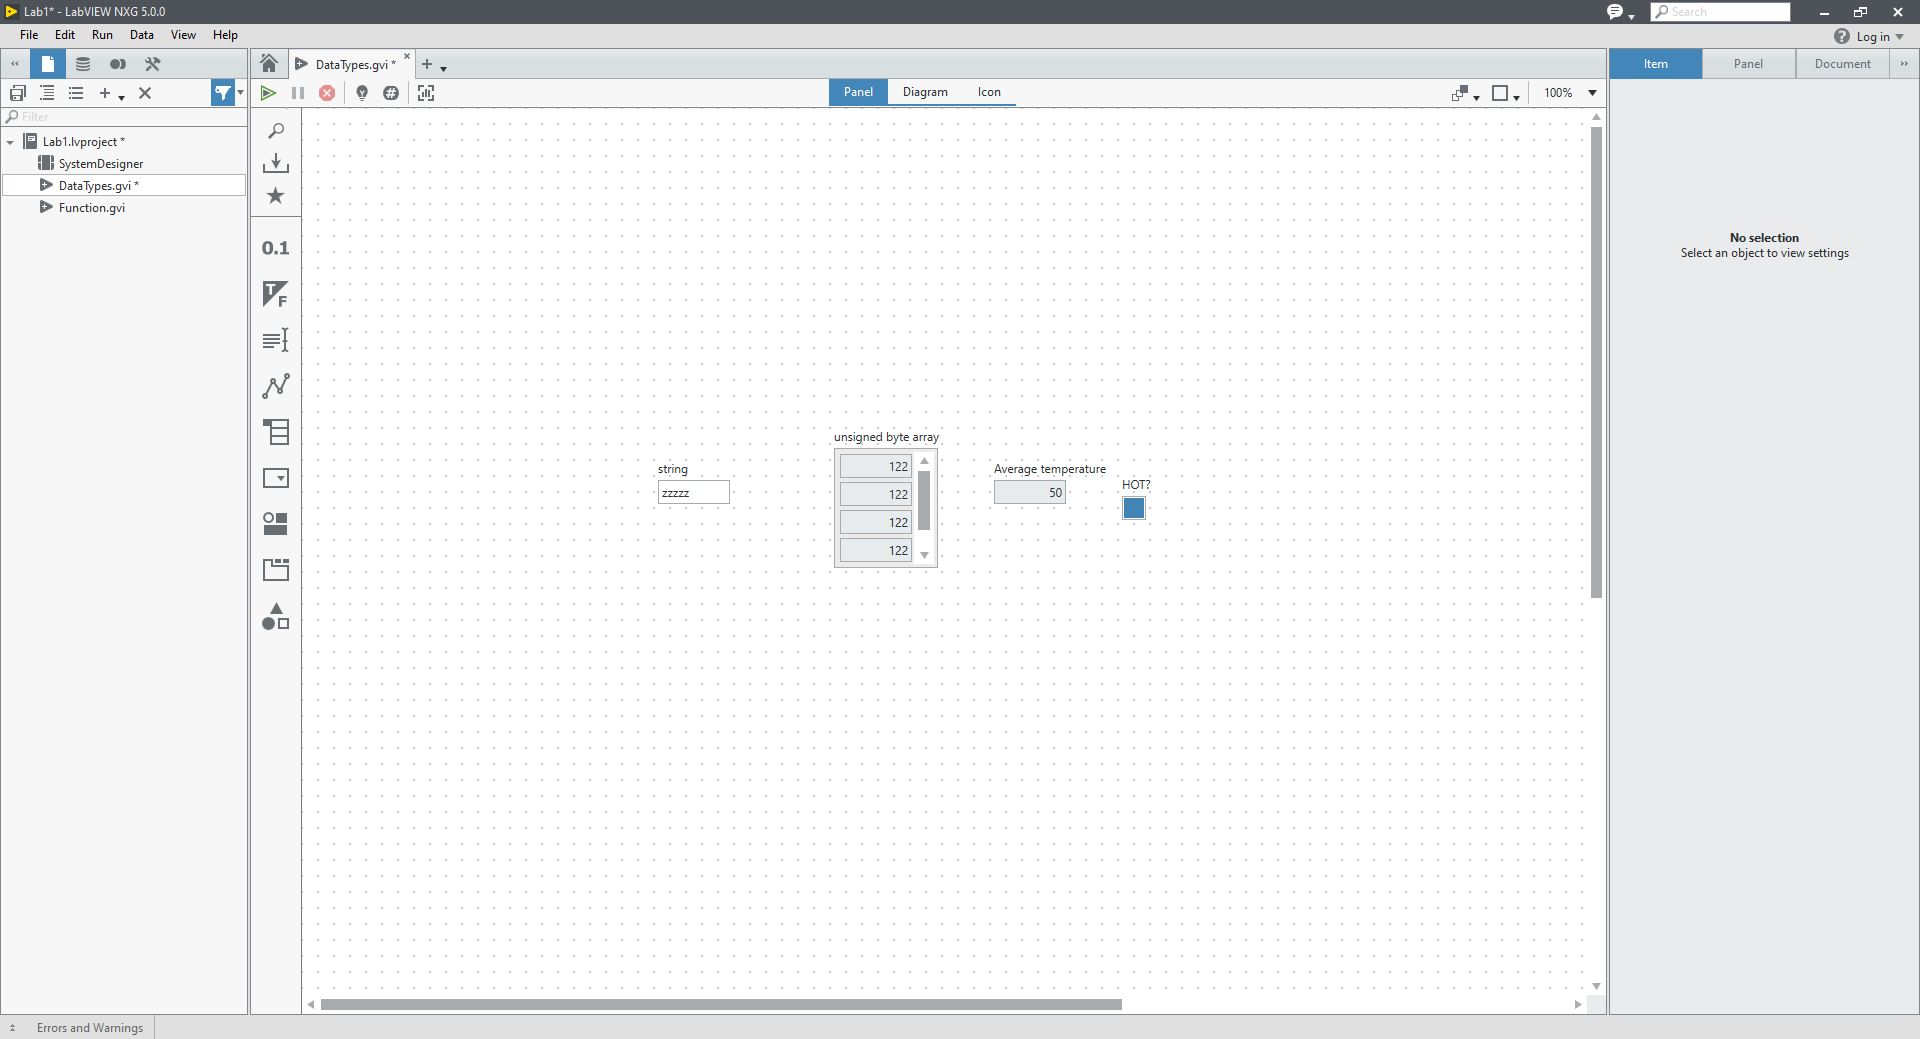 Lab1* - LabVIEW NXG 5.0.0
Search
File Edit Run Data View Help
Log in
DataTypes.gvi *
Item Panel Document
Panel Diagram Icon
100%
Filter
Lab1.lvproject *
SystemDesigner
DataTypes.gvi *
Function.gvi
0.1
T
F
No selection
Select an object to view settings
string
zzzzz
unsigned byte array
122
122
122
122
Average temperature
50
HOT?
Errors and Warnings